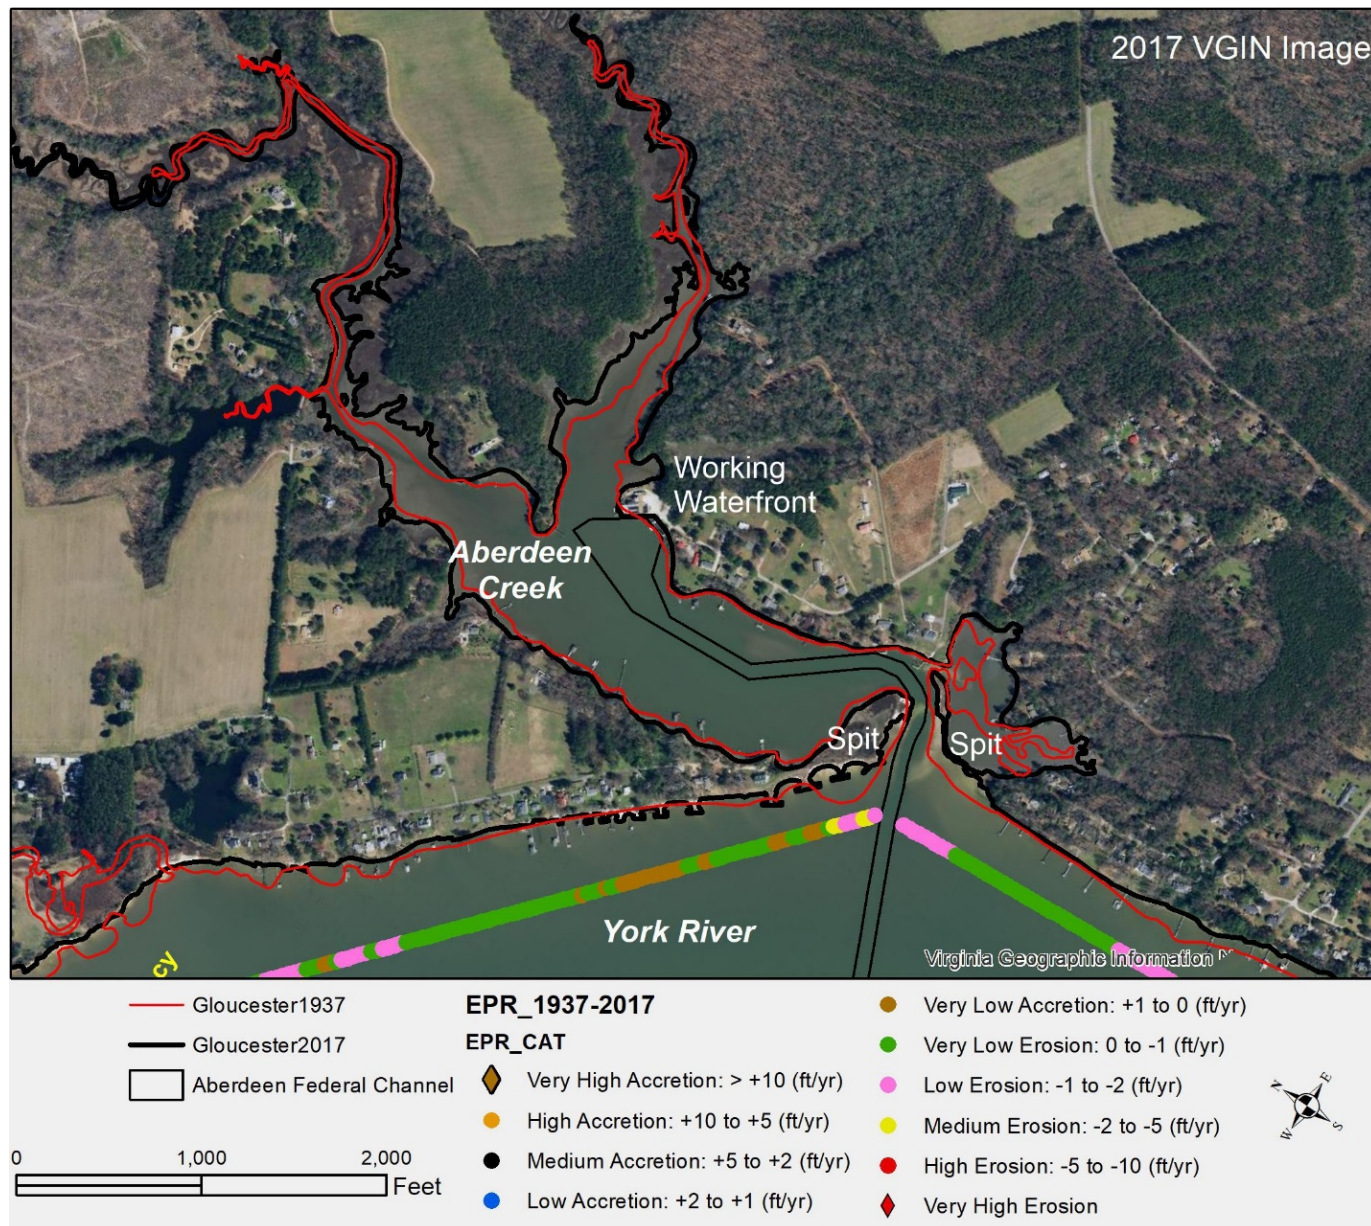 2017 VGIN Image
Working
Waterfront
Aberdeen
Creek
Spit
Spit
York River
cy
Virginia Geographic Information N
Gloucester1937
Gloucester2017
Aberdeen Federal Channel
0
1,000
2,000
Feet
EPR_1937-2017
EPR_CAT
Very High Accretion: > +10 (ft/yr)
High Accretion: +10 to +5 (ft/yr)
Medium Accretion: +5 to +2 (ft/yr)
Low Accretion: +2 to +1 (ft/yr)
Very Low Accretion: +1 to 0 (ft/yr)
Very Low Erosion: 0 to -1 (ft/yr)
Low Erosion: -1 to -2 (ft/yr)
Medium Erosion: -2 to -5 (ft/yr)
High Erosion: -5 to -10 (ft/yr)
Very High Erosion
N
E
W
S